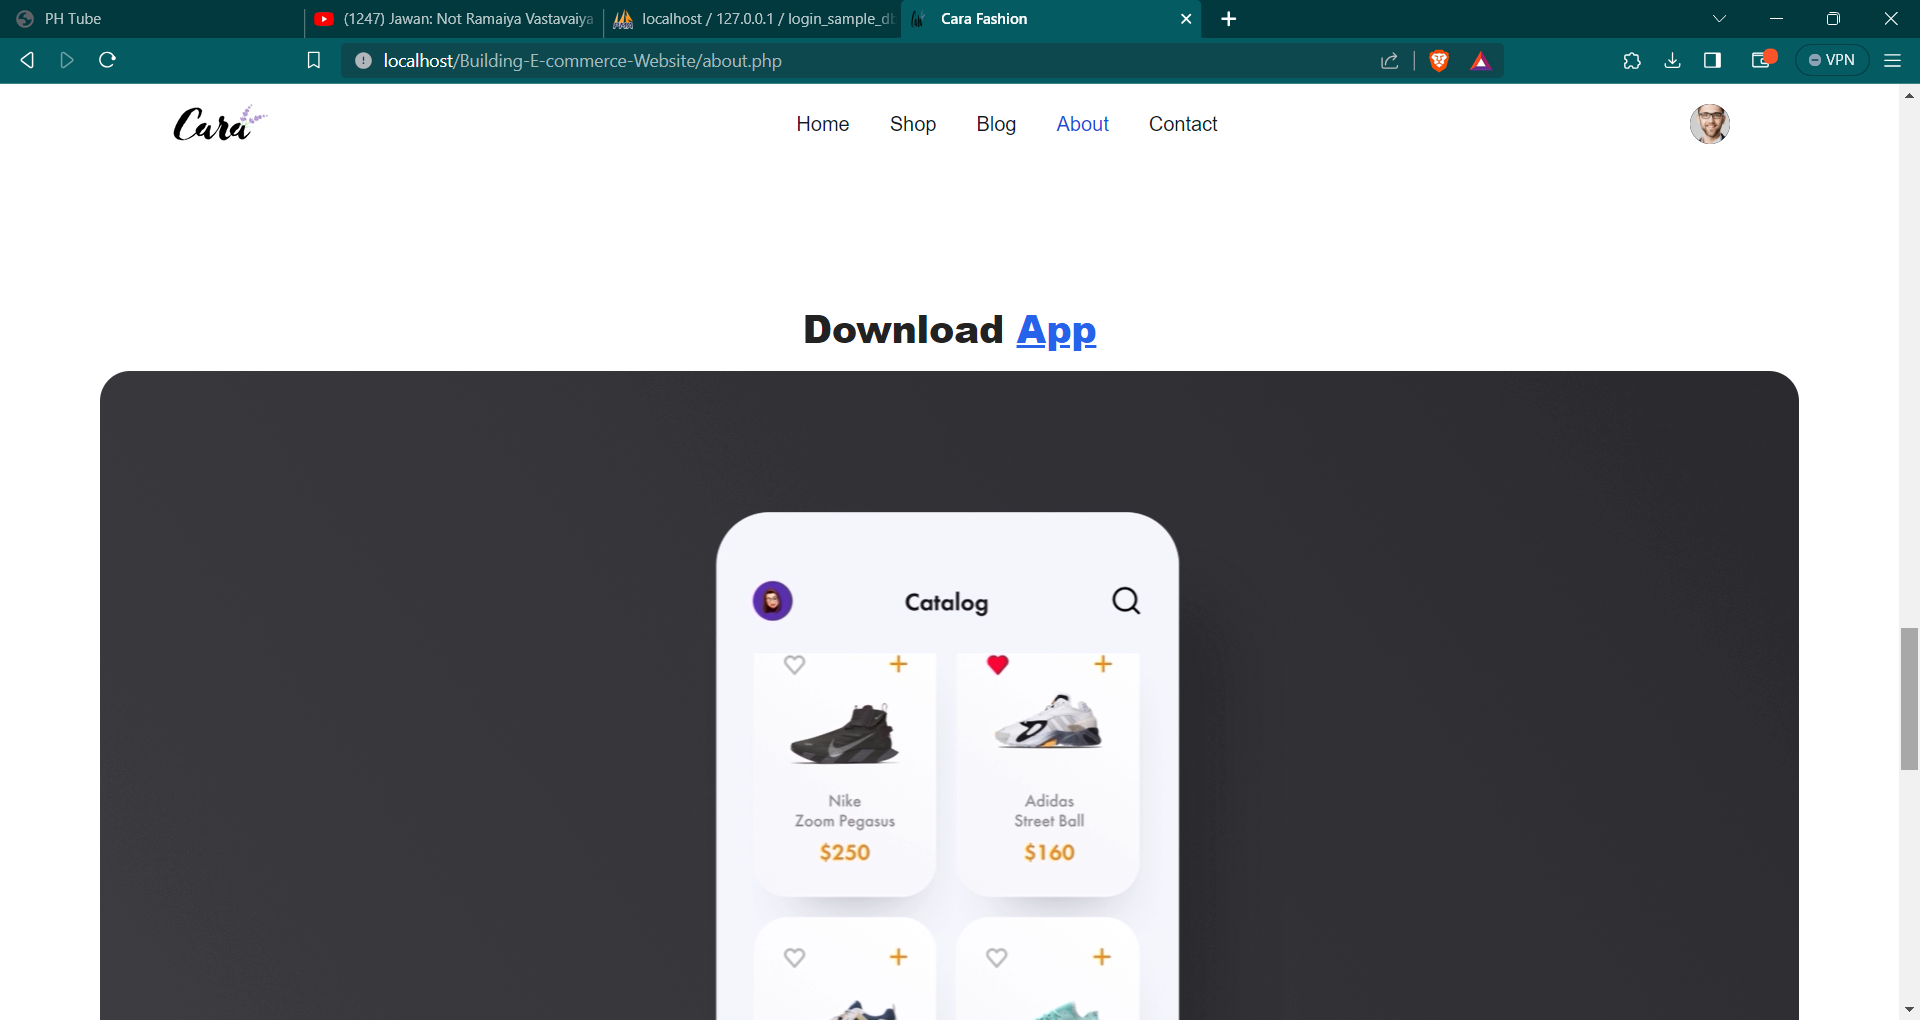 PH Tube
(1247) Jawan: Not Ramaiya Vastavaiya
localhost / 127.0.0.1 / login_sample_db
Cara Fashion
localhost/Building-E-commerce-Website/about.php
VPN
Cara
Home
Shop
Blog
About
Contact
Download App
Catalog
Nike
Zoom Pegasus
$250
Adidas
Street Ball
$160